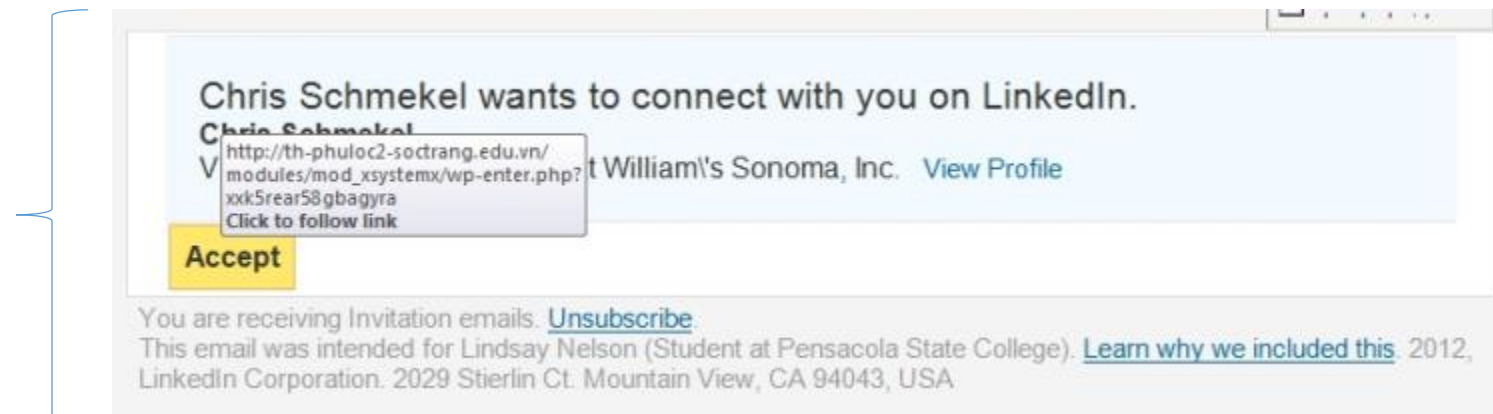 Chris Schmekel wants to connect with you on LinkedIn.
Chris Schmekel
http://th-phuloc2-soctrang.edu.vn/
modules/mod_xsystemx/wp-enter.php?
xxk5rear58gbagyra
Click to follow link
t William\'s Sonoma, Inc. View Profile
Accept
You are receiving Invitation emails. Unsubscribe.
This email was intended for Lindsay Nelson (Student at Pensacola State College). Learn why we included this. 2012,
LinkedIn Corporation. 2029 Stierlin Ct. Mountain View, CA 94043, USA